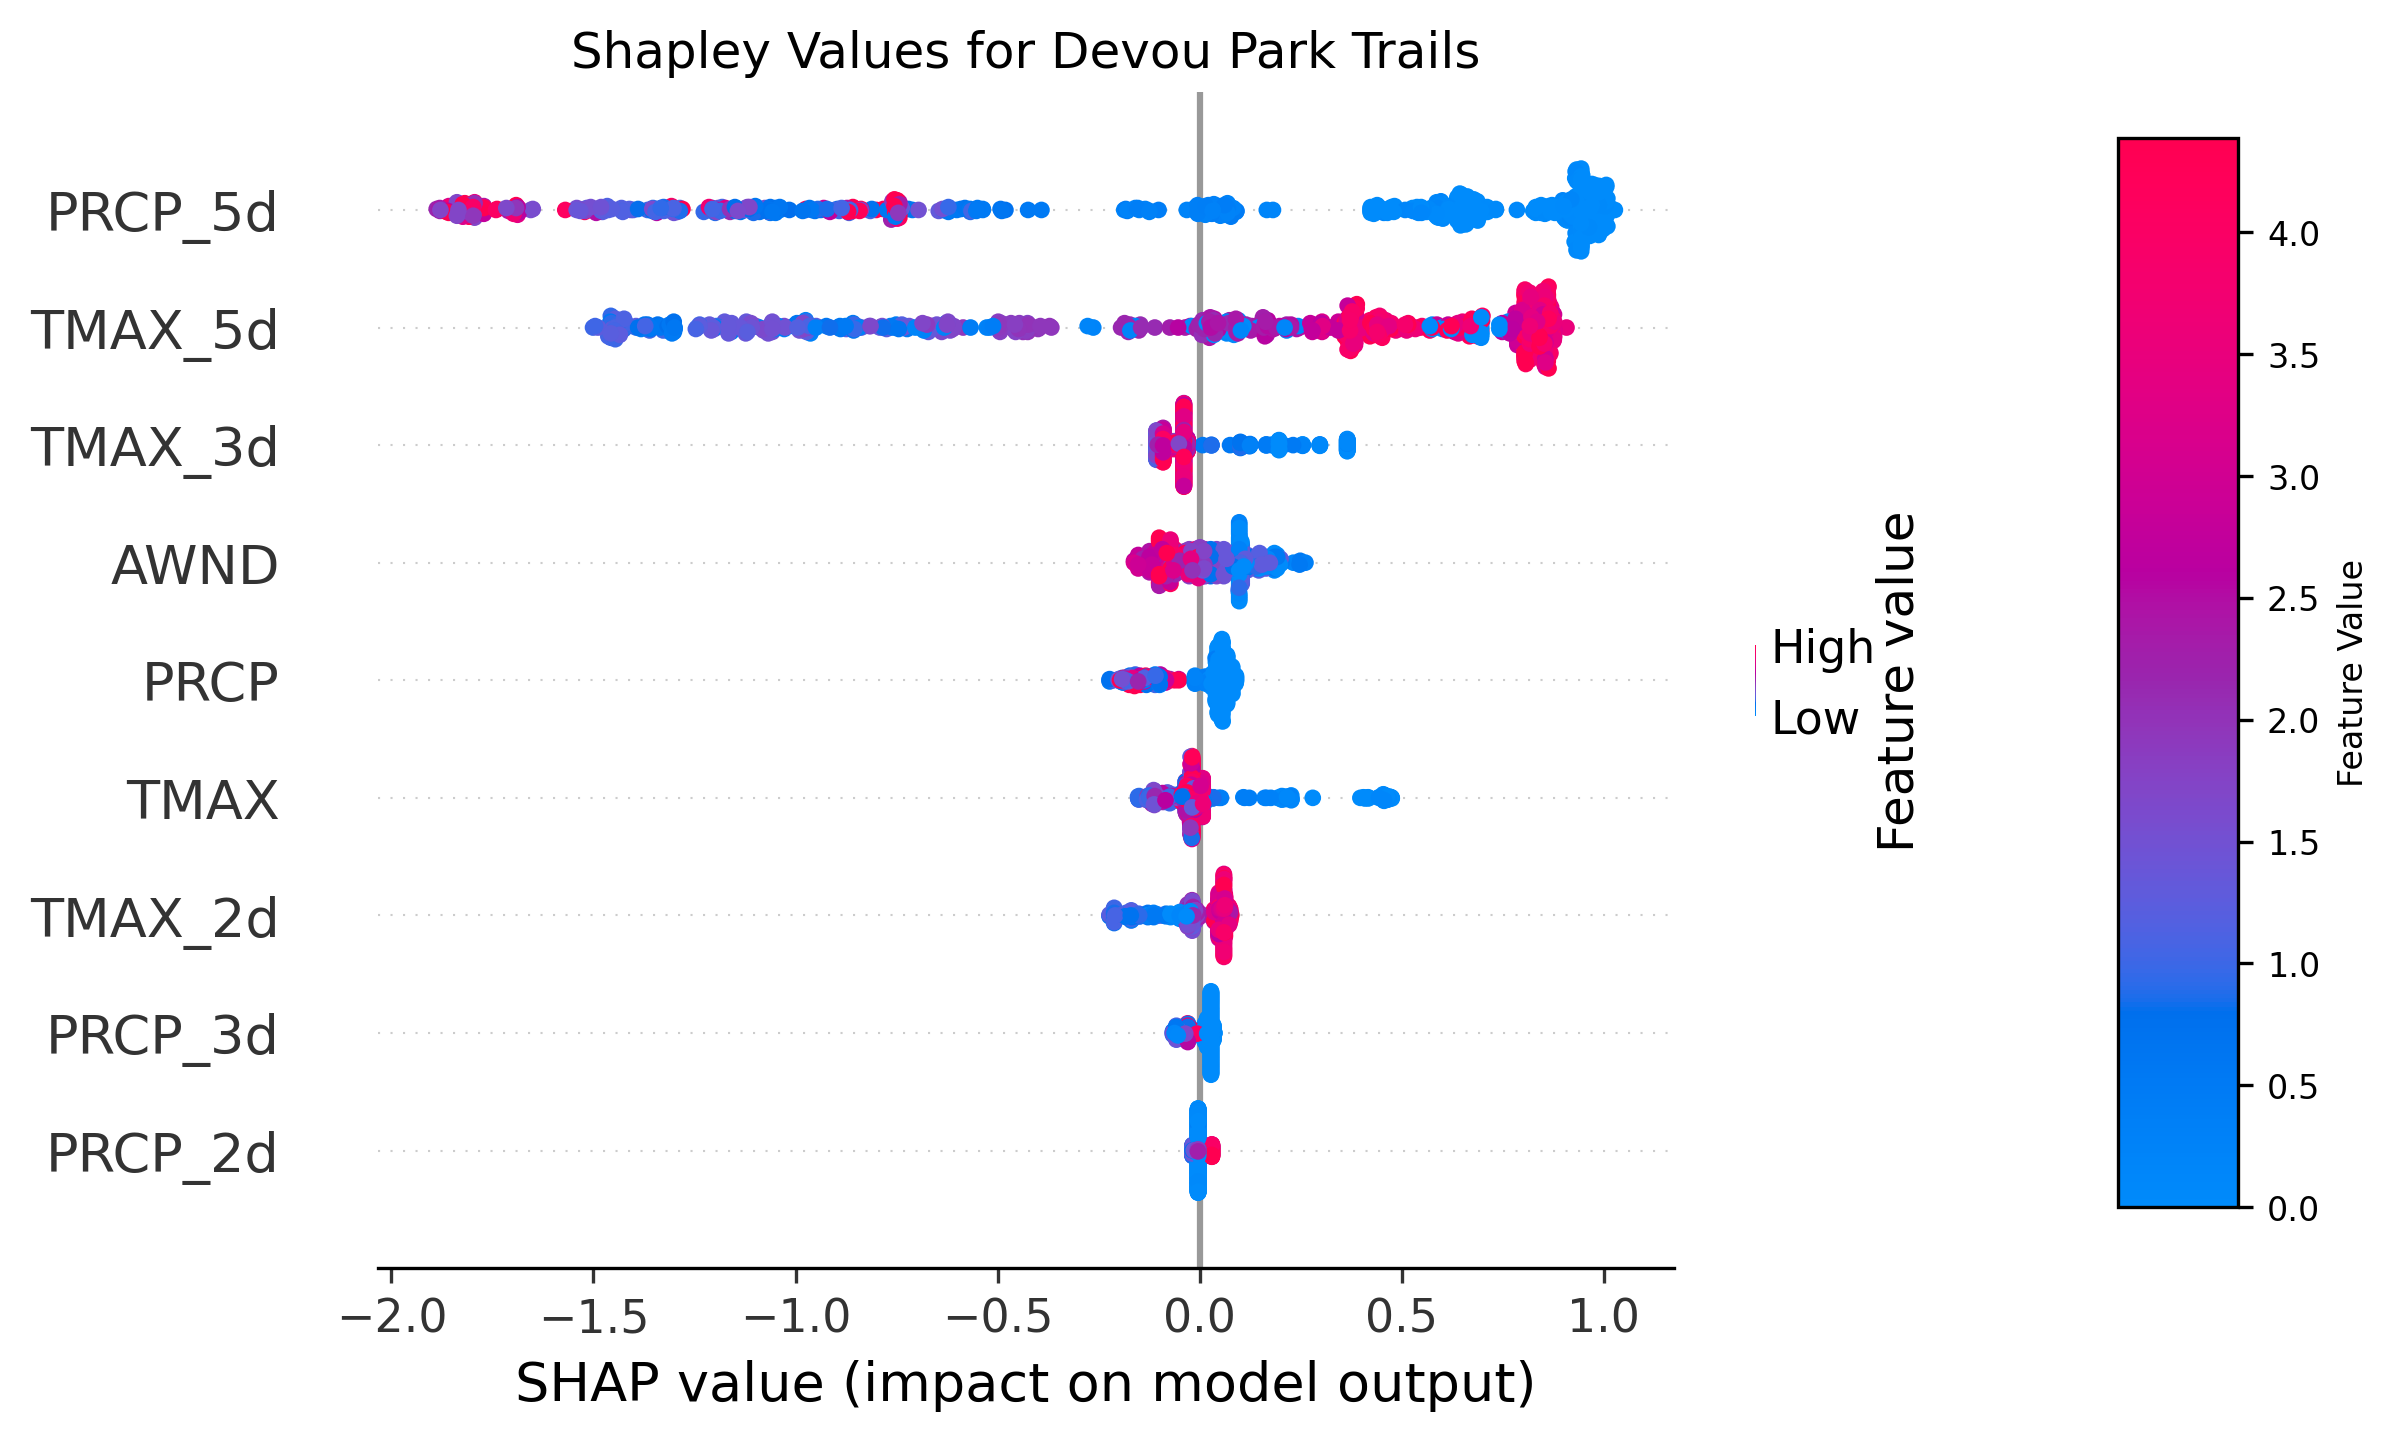 Shapley Values for Devou Park Trails
PRCP_5d
TMAX_5d
TMAX_3d
AWND
PRCP
TMAX
TMAX_2d
PRCP_3d
PRCP_2d
−2.0 −1.5 −1.0 −0.5 0.0 0.5 1.0
SHAP value (impact on model output)
High
Low
Feature value
4.0
3.5
3.0
2.5
2.0
1.5
1.0
0.5
0.0
Feature Value